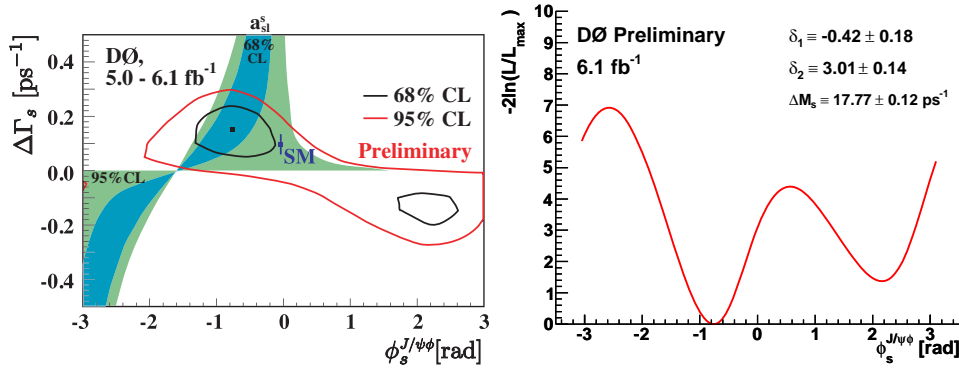 a^s_sl
68%
CL
DØ,
5.0 - 6.1 fb⁻¹
68% CL
95% CL
Preliminary
SM
95%CL
ΔΓ_s [ps⁻¹]
0.4
0.2
0.0
-0.2
-0.4
-3 -2 -1 0 1 2 3
ϕ_s^{J/ψϕ}[rad]
DØ Preliminary
6.1 fb⁻¹
δ₁ ≡ -0.42 ± 0.18
δ₂ ≡ 3.01 ± 0.14
ΔM_s ≡ 17.77 ± 0.12 ps⁻¹
-2ln(L/L_max)
10
9
8
7
6
5
4
3
2
1
0
-3 -2 -1 0 1 2 3
ϕ_s^{J/ψϕ} [rad]